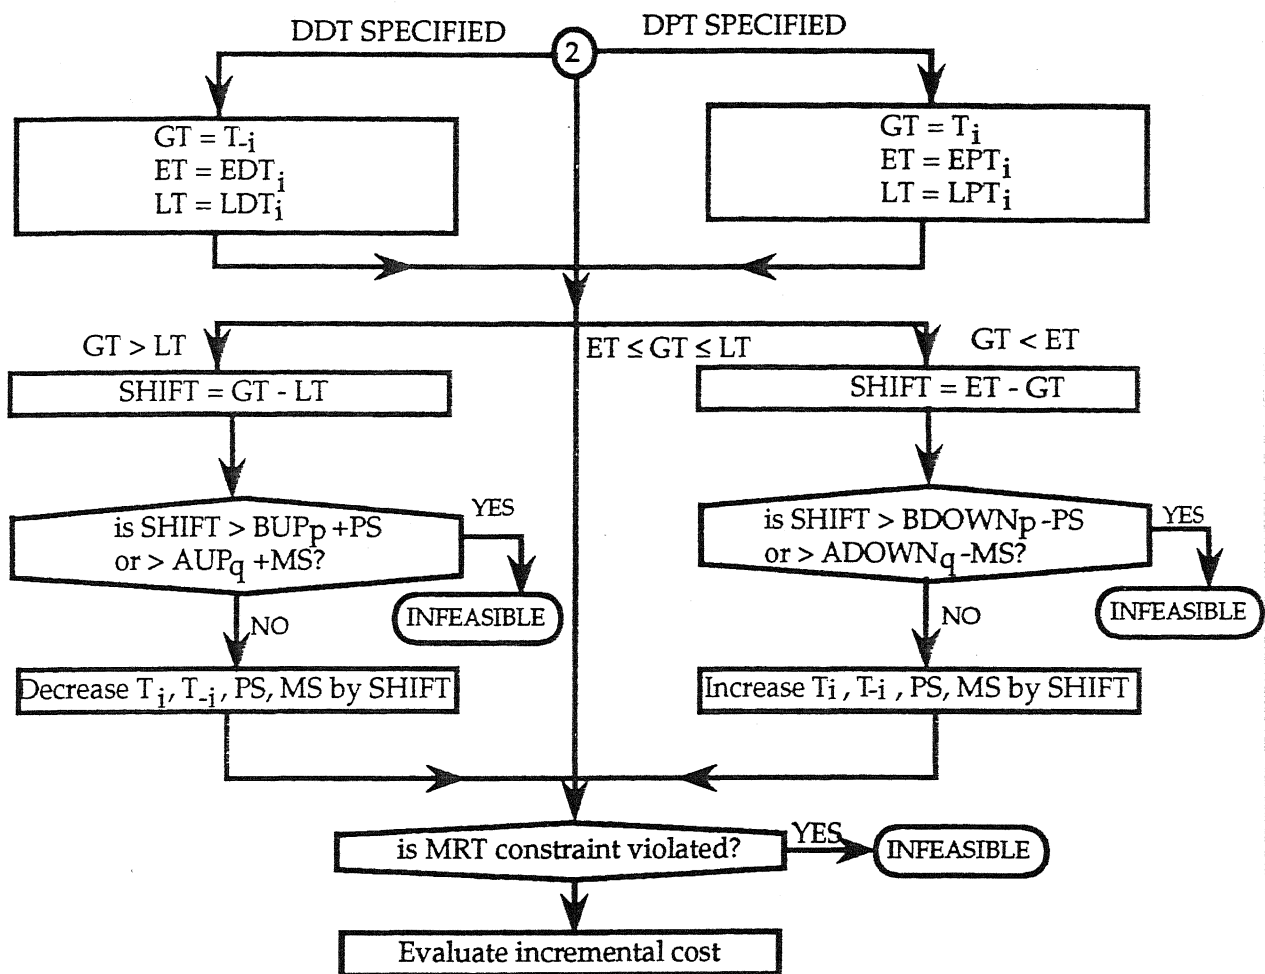 DDT SPECIFIED
2
DPT SPECIFIED
GT = T-i
ET = EDTi
LT = LDTi
GT = Ti
ET = EPTi
LT = LPTi
GT > LT
ET ≤ GT ≤ LT
GT < ET
SHIFT = GT - LT
SHIFT = ET - GT
is SHIFT > BUPp +PS
or > AUPq +MS?
YES
INFEASIBLE
is SHIFT > BDOWNp -PS
or > ADOWNq -MS?
YES
INFEASIBLE
NO
NO
Decrease Ti, T-i, PS, MS by SHIFT
Increase Ti , T-i , PS, MS by SHIFT
is MRT constraint violated?
YES
INFEASIBLE
Evaluate incremental cost